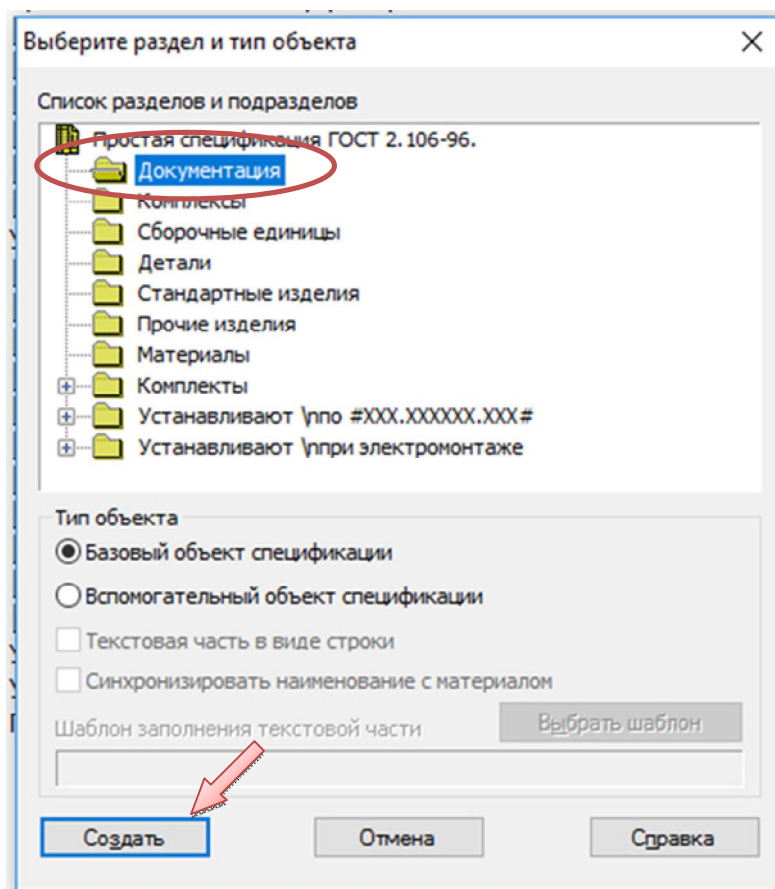 Выберите раздел и тип объекта
Список разделов и подразделов
Простая спецификация ГОСТ 2.106-96.
Документация
Комплексы
Сборочные единицы
Детали
Стандартные изделия
Прочие изделия
Материалы
Комплекты
Устанавливают \nпо #XXX.XXXXXX.XXX#
Устанавливают \nпри электромонтаже
Тип объекта
Базовый объект спецификации
Вспомогательный объект спецификации
Текстовая часть в виде строки
Синхронизировать наименование с материалом
Шаблон заполнения текстовой части Выбрать шаблон
Создать Отмена Справка